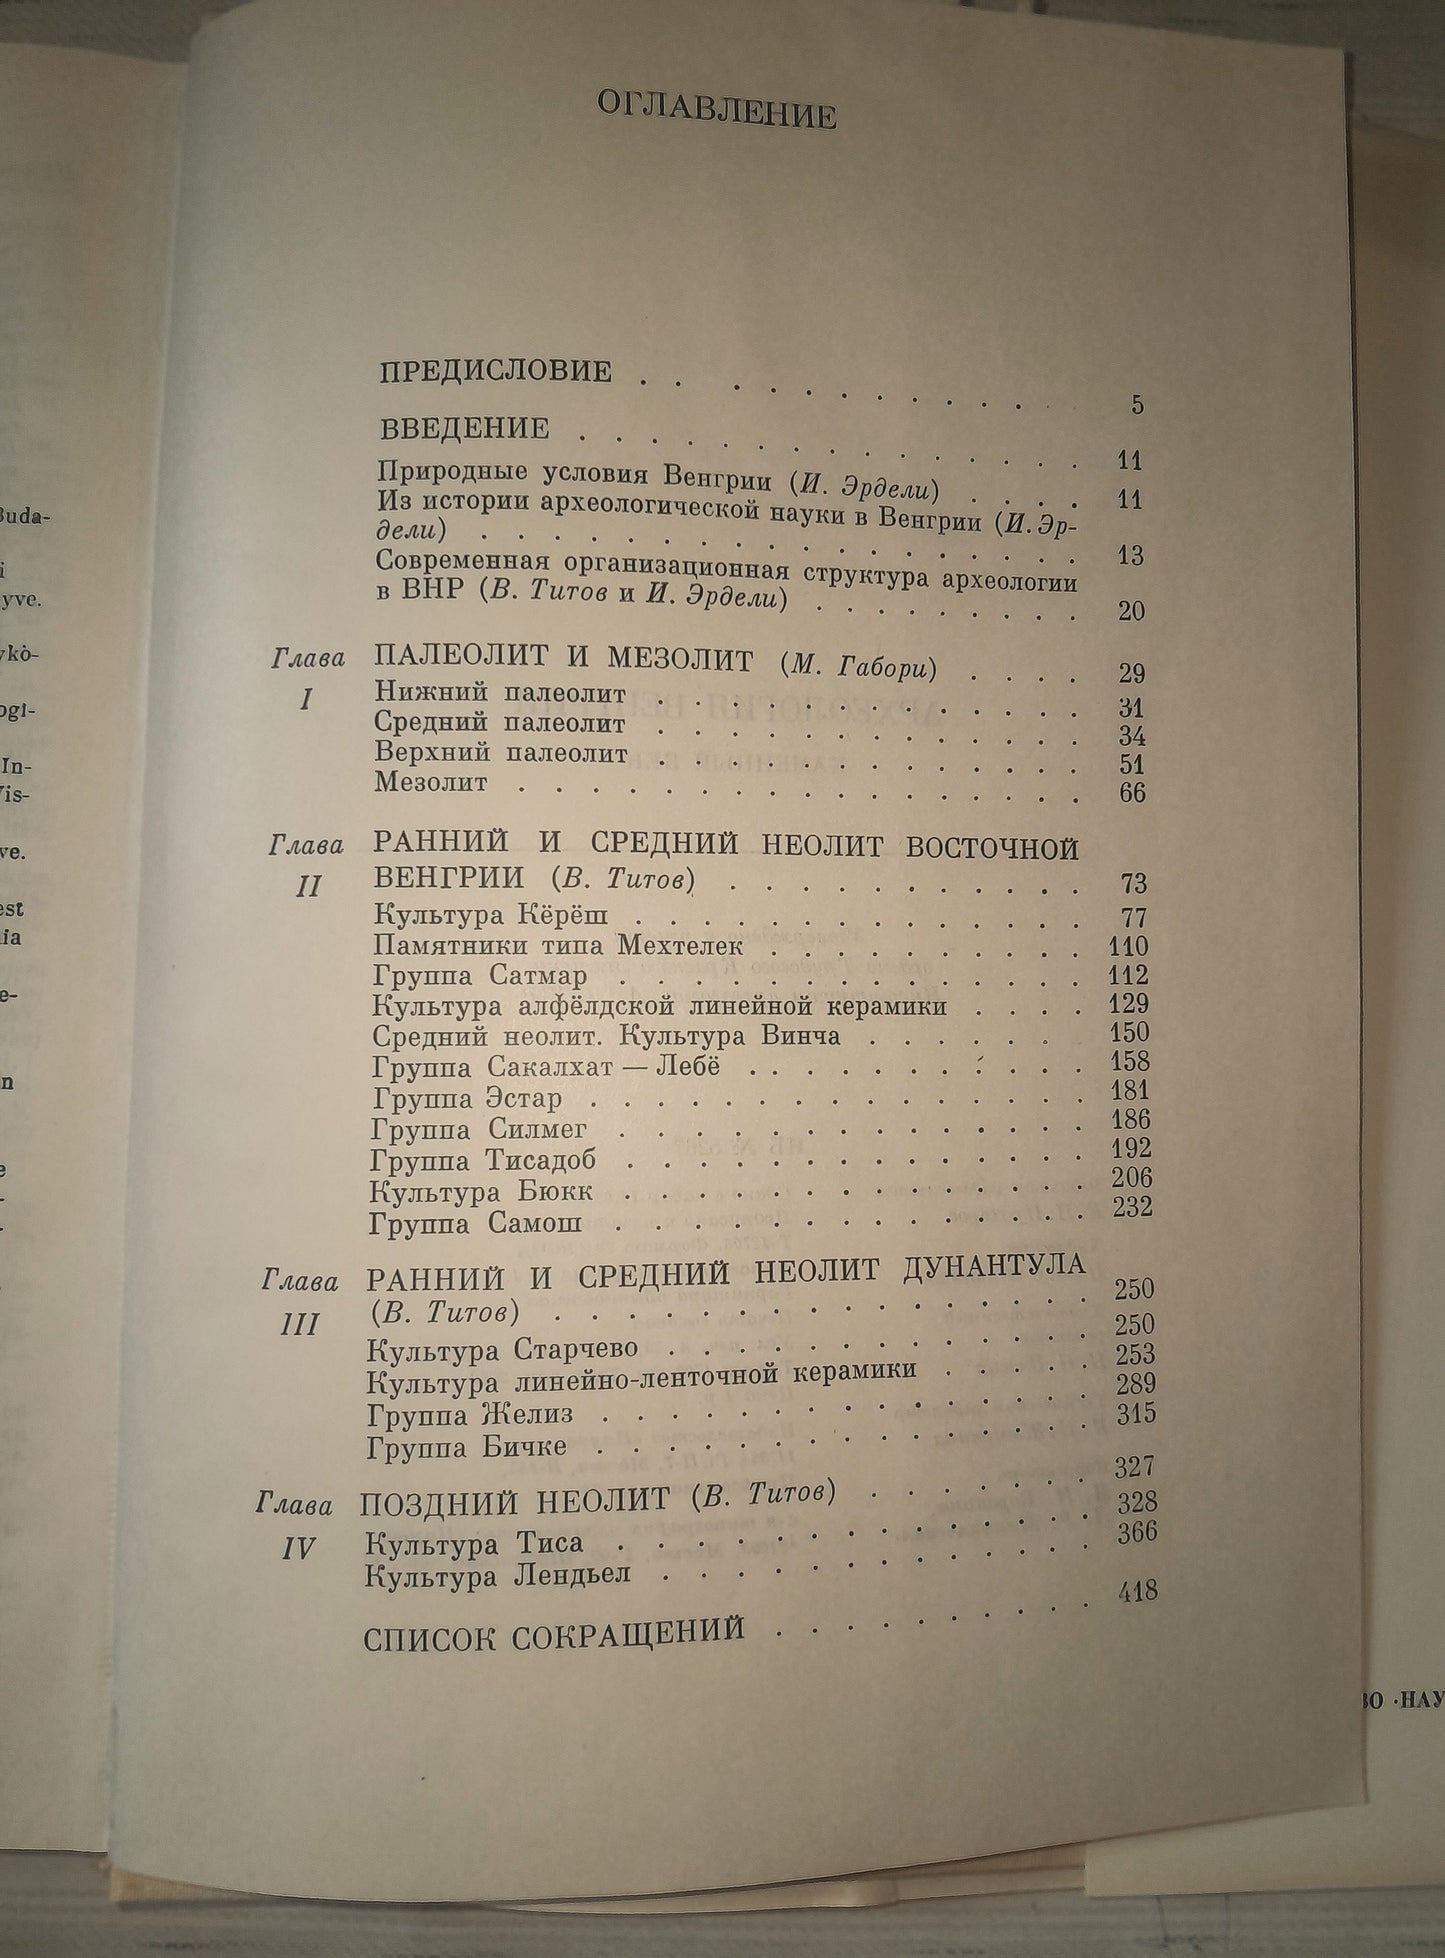 ОГЛАВЛЕНИЕ
ПРЕДИСЛОВИЕ . . . . . . . . . . . 5
ВВЕДЕНИЕ . . . . . . . . . . . . . . 11
Природные условия Венгрии (И. Эрдели) . . . . 11
Из истории археологической науки в Венгрии (И. Эр-
дели) . . . . . . . . . . . . . . . . 13
Современная организационная структура археологии
в ВНР (В. Титов и И. Эрдели) . . . . . . . . 20
Глава I
ПАЛЕОЛИТ И МЕЗОЛИТ (М. Габори) . . . . 29
Нижний палеолит . . . . . . . . . . . . 31
Средний палеолит . . . . . . . . . . . . 34
Верхний палеолит . . . . . . . . . . . . 51
Мезолит . . . . . . . . . . . . . . . . 66
Глава II
РАННИЙ И СРЕДНИЙ НЕОЛИТ ВОСТОЧНОЙ
ВЕНГРИИ (В. Титов) . . . . . . . . . . 73
Культура Кёрёш . . . . . . . . . . . . . 77
Памятники типа Мехтелек . . . . . . . . . 110
Группа Сатмар . . . . . . . . . . . . . 112
Культура алфёлдской линейной керамики . . . . 129
Средний неолит. Культура Винча . . . . . . 150
Группа Сакалхат — Лебё . . . . . . . . . . 158
Группа Эстар . . . . . . . . . . . . . . 181
Группа Силмег . . . . . . . . . . . . . 186
Группа Тисадоб . . . . . . . . . . . . . 192
Культура Бюкк . . . . . . . . . . . . . 206
Группа Самош . . . . . . . . . . . . . 232
Глава III
РАННИЙ И СРЕДНИЙ НЕОЛИТ ДУНАНТУЛА
(В. Титов) . . . . . . . . . . . . . . . 250
Культура Старчево . . . . . . . . . . . . 250
Культура линейно-ленточной керамики . . . . . 253
Группа Желиз . . . . . . . . . . . . . . 289
Группа Бичке . . . . . . . . . . . . . . 315
Глава IV
ПОЗДНИЙ НЕОЛИТ (В. Титов) . . . . . . . 327
Культура Тиса . . . . . . . . . . . . . 328
Культура Лендьел . . . . . . . . . . . . 366
СПИСОК СОКРАЩЕНИЙ . . . . . . . . . 418